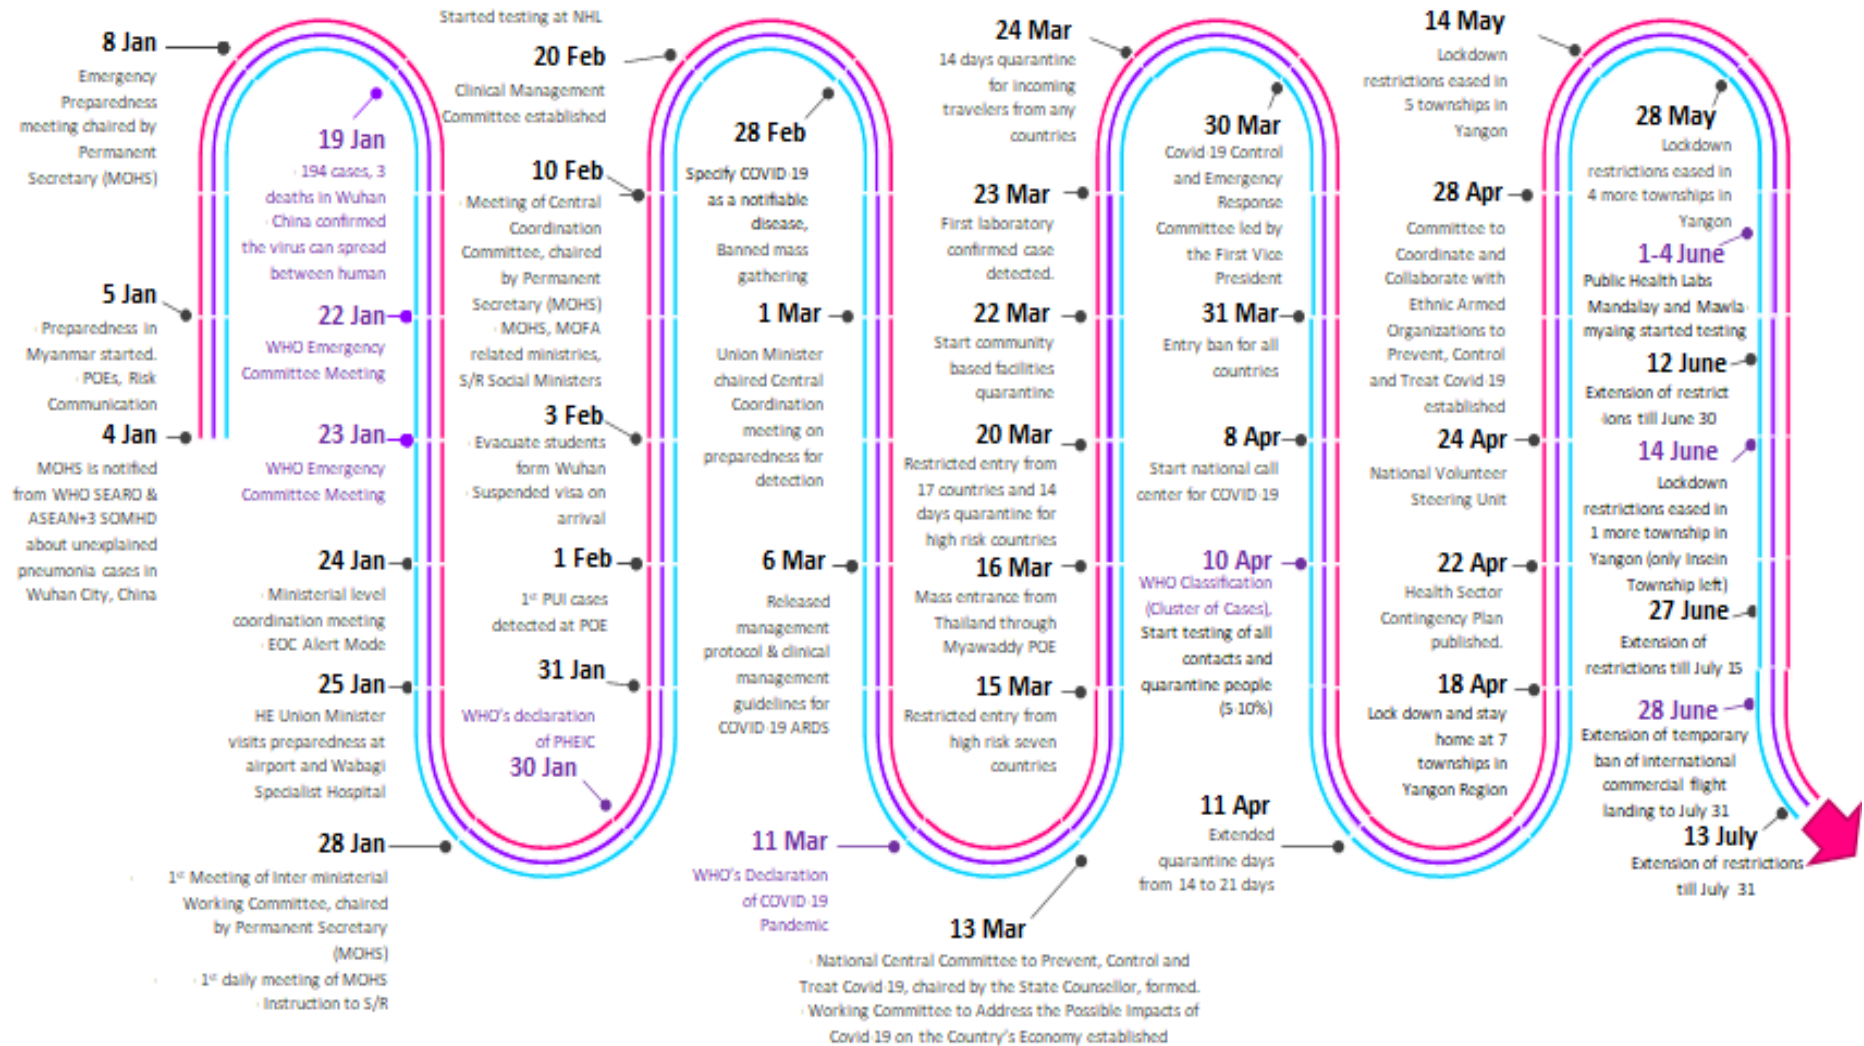 8 Jan
Emergency
Preparedness
meeting chaired by
Permanent
Secretary (MOHS)
5 Jan
Preparedness in
Myanmar started.
POEs, Risk
Communication
4 Jan
MOHS is notified
from WHO SEARO &
ASEAN+3 SOMHD
about unexplained
pneumonia cases in
Wuhan City, China
19 Jan
194 cases, 3
deaths in Wuhan
China confirmed
the virus can spread
between human
22 Jan
WHO Emergency
Committee Meeting
23 Jan
WHO Emergency
Committee Meeting
24 Jan
Ministerial level
coordination meeting
EOC Alert Mode
25 Jan
HE Union Minister
visits preparedness at
airport and Wabagi
Specialist Hospital
28 Jan
1st Meeting of Inter-ministerial
Working Committee, chaired
by Permanent Secretary
(MOHS)
1st daily meeting of MOHS
Instruction to S/R
Started testing at NHL
20 Feb
Clinical Management
Committee established
10 Feb
Meeting of Central
Coordination
Committee, chaired
by Permanent
Secretary (MOHS)
MOHS, MOFA
related ministries,
S/R Social Ministers
3 Feb
Evacuate students
form Wuhan
Suspended visa on
arrival
1 Feb
1st PUI cases
detected at POE
31 Jan
WHO's declaration
of PHEIC
30 Jan
28 Feb
Specify COVID-19
as a notifiable
disease,
Banned mass
gathering
1 Mar
Union Minister
chaired Central
Coordination
meeting on
preparedness for
detection
6 Mar
Released
management
protocol & clinical
management
guidelines for
COVID-19 ARDS
11 Mar
WHO's Declaration
of COVID-19
Pandemic
13 Mar
National Central Committee to Prevent, Control and
Treat Covid-19, chaired by the State Counsellor, formed.
Working Committee to Address the Possible Impacts of
Covid-19 on the Country's Economy established
24 Mar
14 days quarantine
for incoming
travelers from any
countries
23 Mar
First laboratory
confirmed case
detected.
22 Mar
Start community
based facilities
quarantine
20 Mar
Restricted entry from
17 countries and 14
days quarantine for
high risk countries
16 Mar
Mass entrance from
Thailand through
Myawaddy POE
15 Mar
Restricted entry from
high risk seven
countries
30 Mar
Covid-19 Control
and Emergency
Response
Committee led by
the First Vice
President
31 Mar
Entry ban for all
countries
8 Apr
Start national call
center for COVID-19
10 Apr
WHO Classification
(Cluster of Cases),
Start testing of all
contacts and
quarantine people
(5-10%)
11 Apr
Extended
quarantine days
from 14 to 21 days
14 May
Lockdown
restrictions eased in
5 townships in
Yangon
28 Apr
Committee to
Coordinate and
Collaborate with
Ethnic Armed
Organizations to
Prevent, Control
and Treat Covid-19
established
24 Apr
National Volunteer
Steering Unit
22 Apr
Health Sector
Contingency Plan
published.
18 Apr
Lock down and stay
home at 7
townships in
Yangon Region
28 May
Lockdown
restrictions eased in
4 more townships in
Yangon
1-4 June
Public Health Labs
Mandalay and Mawla
myaing started testing
12 June
Extension of restrict
ions till June 30
14 June
Lockdown
restrictions eased in
1 more township in
Yangon (only Insein
Township left)
27 June
Extension of
restrictions till July 15
28 June
Extension of temporary
ban of international
commercial flight
landing to July 31
13 July
Extension of restrictions
till July 31